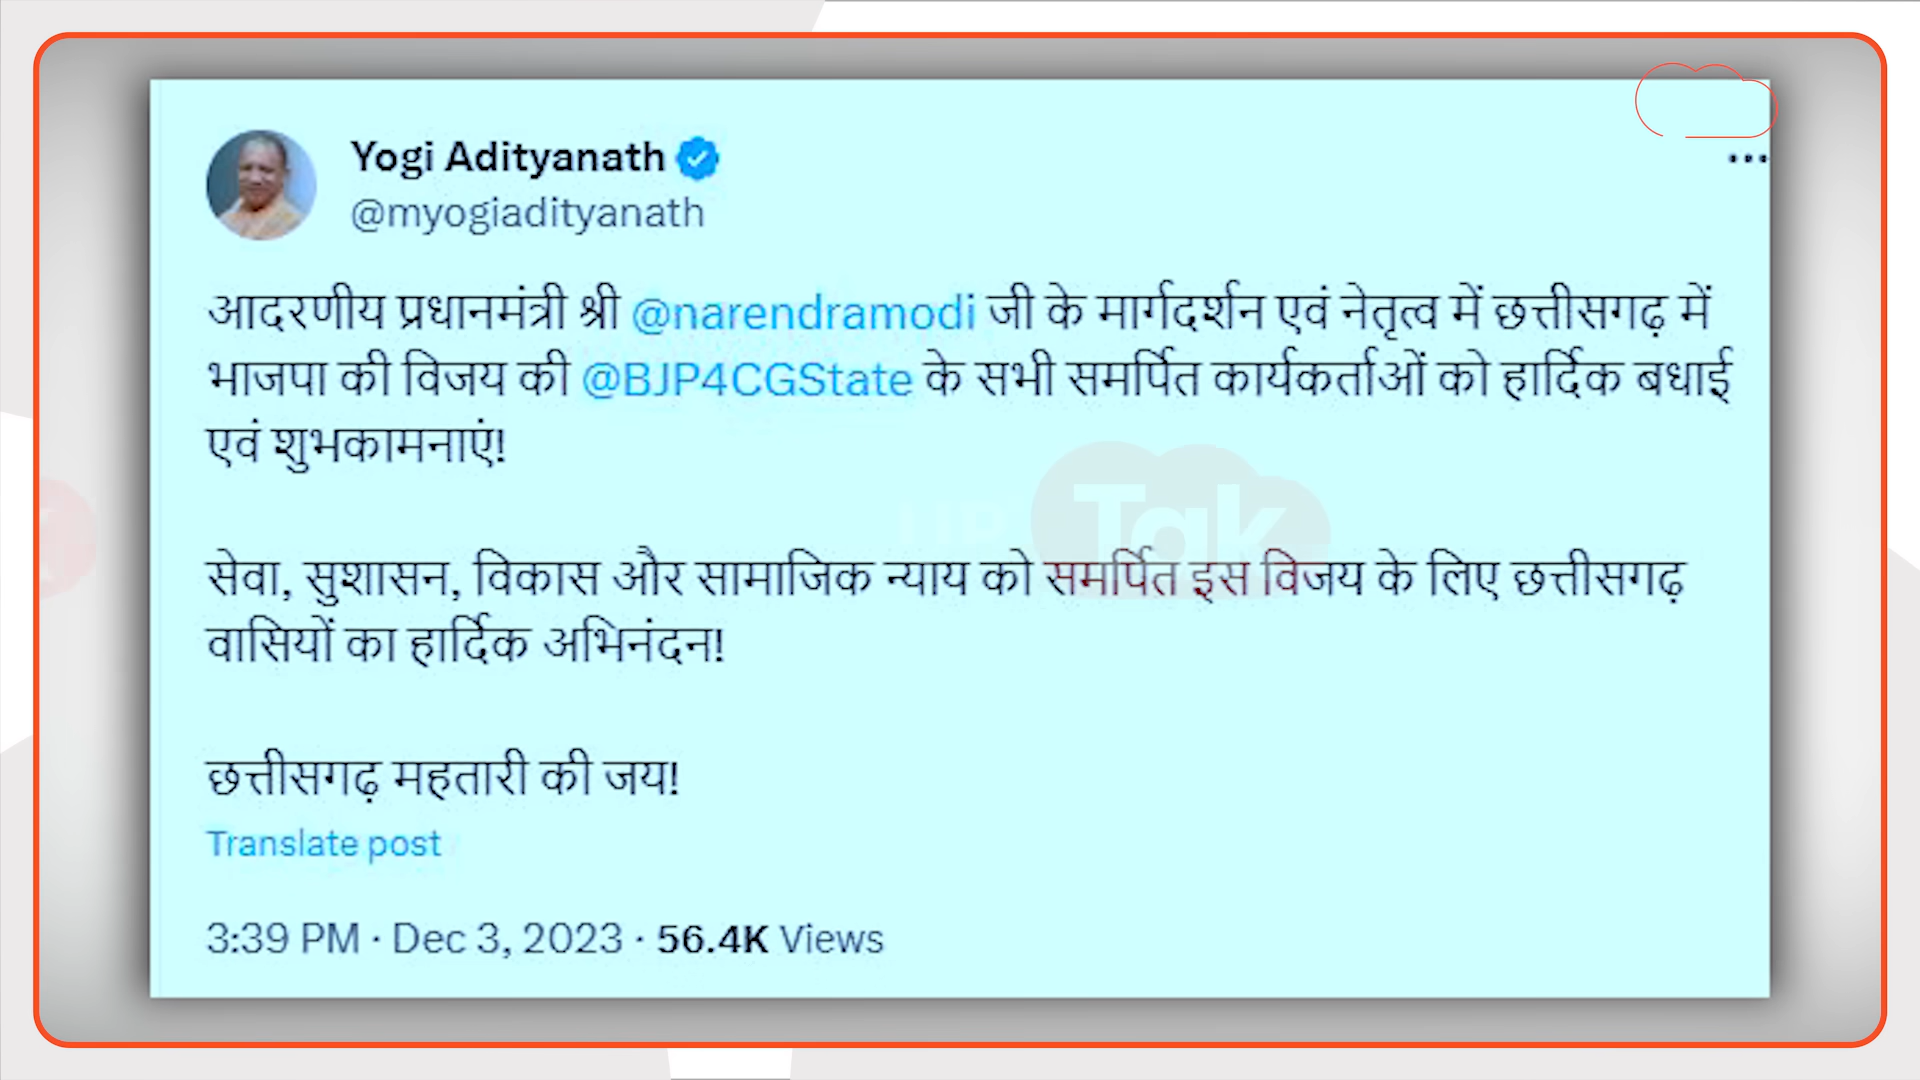 Yogi Adityanath
@myogiadityanath
आदरणीय प्रधानमंत्री श्री @narendramodi जी के मार्गदर्शन एवं नेतृत्व में छत्तीसगढ़ में
भाजपा की विजय की @BJP4CGState के सभी समर्पित कार्यकर्ताओं को हार्दिक बधाई
एवं शुभकामनाएं!
UP Tak
सेवा, सुशासन, विकास और सामाजिक न्याय को समर्पित इस विजय के लिए छत्तीसगढ़
वासियों का हार्दिक अभिनंदन!
छत्तीसगढ़ महतारी की जय!
Translate post
3:39 PM · Dec 3, 2023 · 56.4K Views